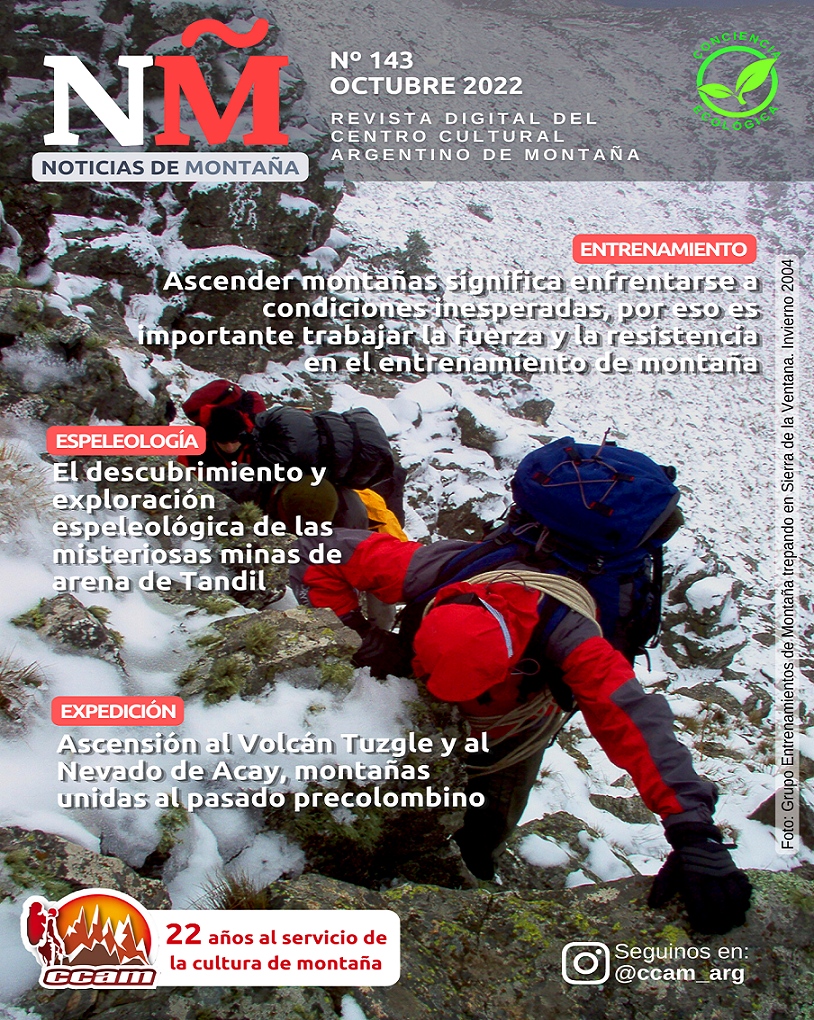 NM̃
NOTICIAS DE MONTAÑA
Nº 143
OCTUBRE 2022
REVISTA DIGITAL DEL
CENTRO CULTURAL
ARGENTINO DE MONTAÑA
CONCIENCIA
ECOLÓGICA
ENTRENAMIENTO
Ascender montañas significa enfrentarse a
condiciones inesperadas, por eso es
importante trabajar la fuerza y la resistencia
en el entrenamiento de montaña
ESPELEOLOGÍA
El descubrimiento y
exploración
espeleológica de las
misteriosas minas de
arena de Tandil
EXPEDICIÓN
Ascensión al Volcán Tuzgle y al
Nevado de Acay, montañas
unidas al pasado precolombino
Foto: Grupo Entrenamientos de Montaña trepando en Sierra de la Ventana. Invierno 2004
ccam
22 años al servicio de
la cultura de montaña
Seguinos en:
@ccam_arg